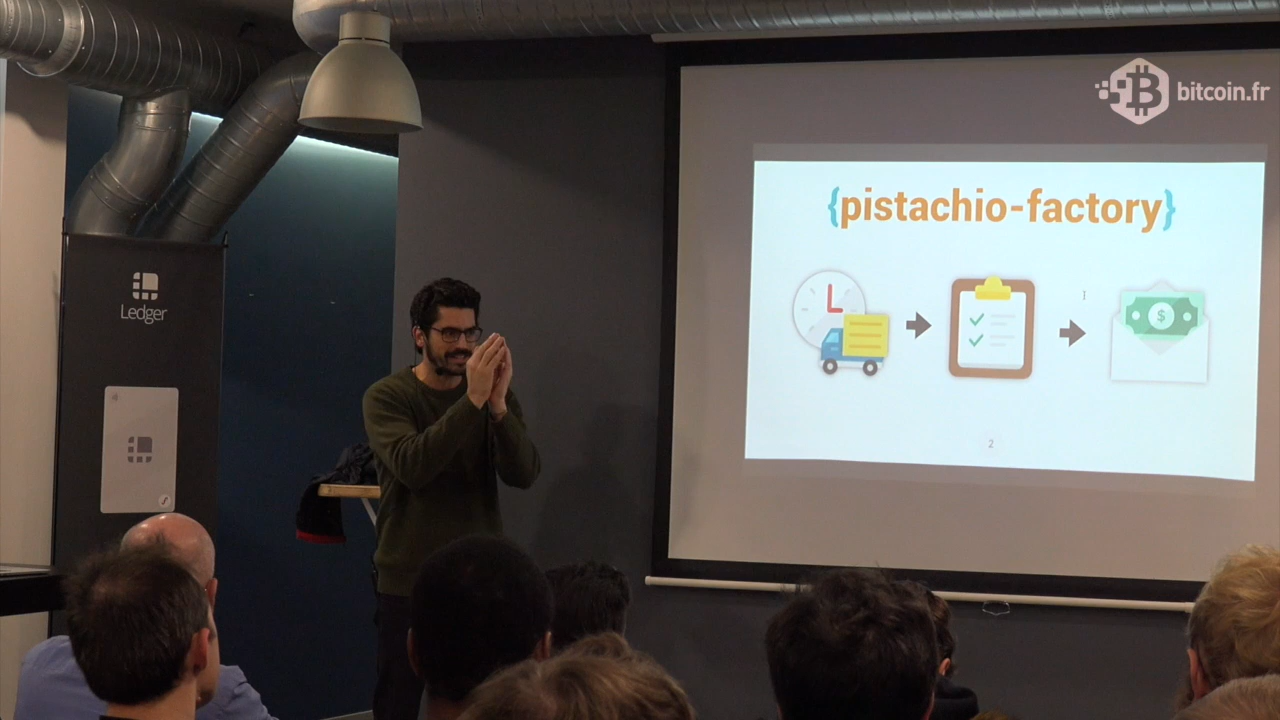 bitcoin.fr
{pistachio-factory}
$
2
Ledger